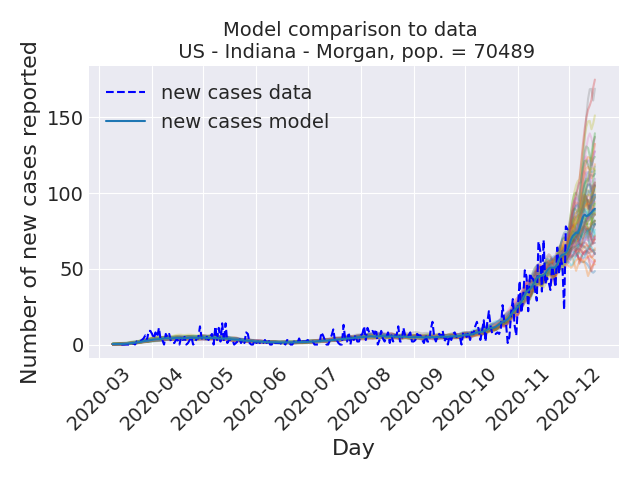 Model comparison to data
US - Indiana - Morgan, pop. = 70489
Number of new cases reported
new cases data
new cases model
150
100
50
0
2020-03
2020-04
2020-05
2020-06
2020-07
2020-08
2020-09
2020-10
2020-11
2020-12
Day